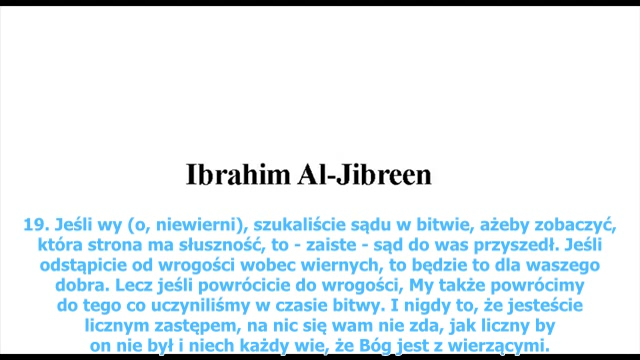 Ibrahim Al-Jibreen
19. Jeśli wy (o, niewierni), szukaliście sądu w bitwie, ażeby zobaczyć,
która strona ma słuszność, to - zaiste - sąd do was przyszedł. Jeśli
odstąpicie od wrogości wobec wiernych, to będzie to dla waszego
dobra. Lecz jeśli powrócicie do wrogości, My także powrócimy
do tego co uczyniliśmy w czasie bitwy. I nigdy to, że jesteście
licznym zastępem, na nic się wam nie zda, jak liczny by
on nie był i niech każdy wie, że Bóg jest z wierzącymi.